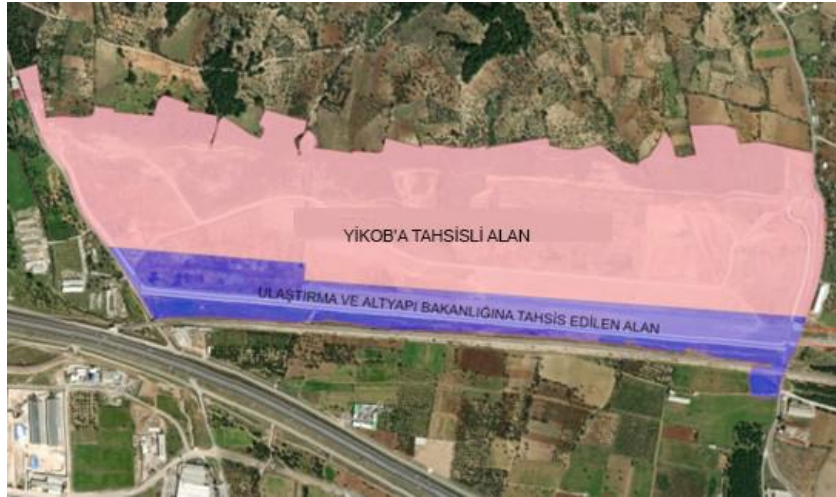 YİKOB'A TAHSİSLİ ALAN
ULAŞTIRMA VE ALTYAPI BAKANLIĞINA TAHSİS EDİLEN ALAN